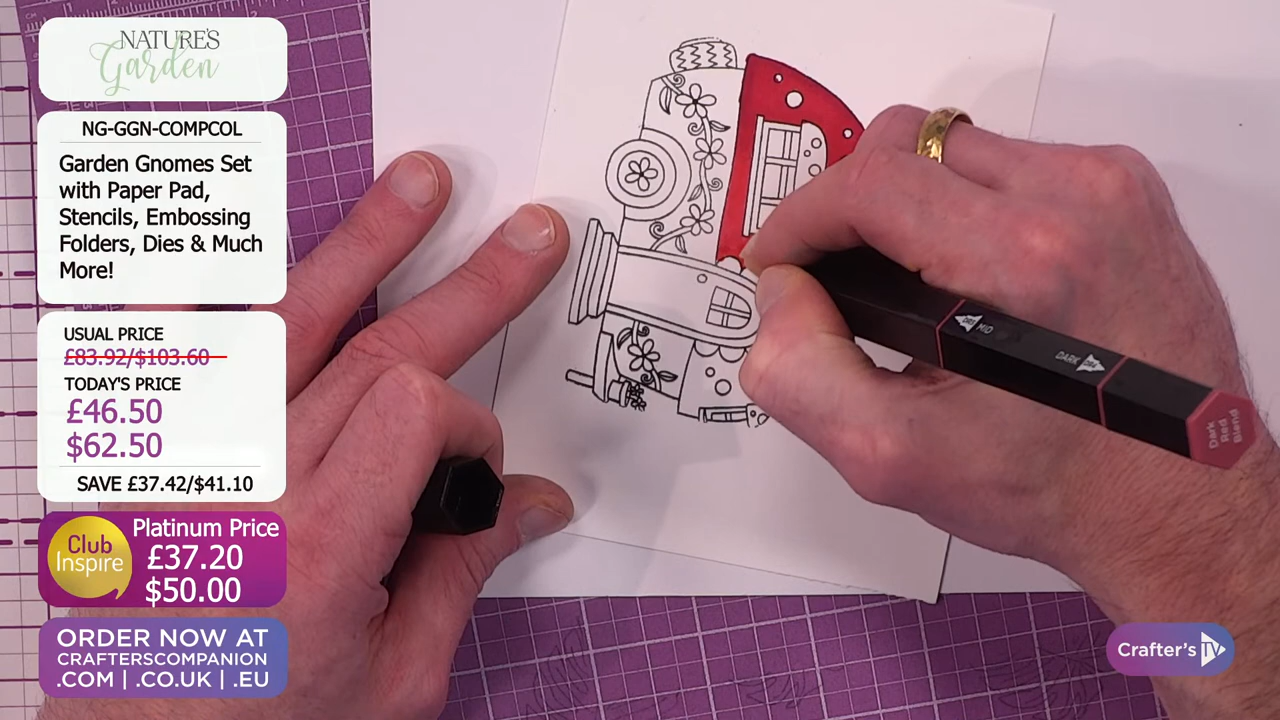 NATURE'S
Garden
NG-GGN-COMPCOL
Garden Gnomes Set
with Paper Pad,
Stencils, Embossing
Folders, Dies & Much
More!
USUAL PRICE
£83.92/$103.60
TODAY'S PRICE
£46.50
$62.50
SAVE £37.42/$41.10
Club
Inspire
Platinum Price
£37.20
$50.00
ORDER NOW AT
CRAFTERSCOMPANION
.COM | .CO.UK | .EU
MID
DARK
Dark
Red
Blend
Crafter's TV